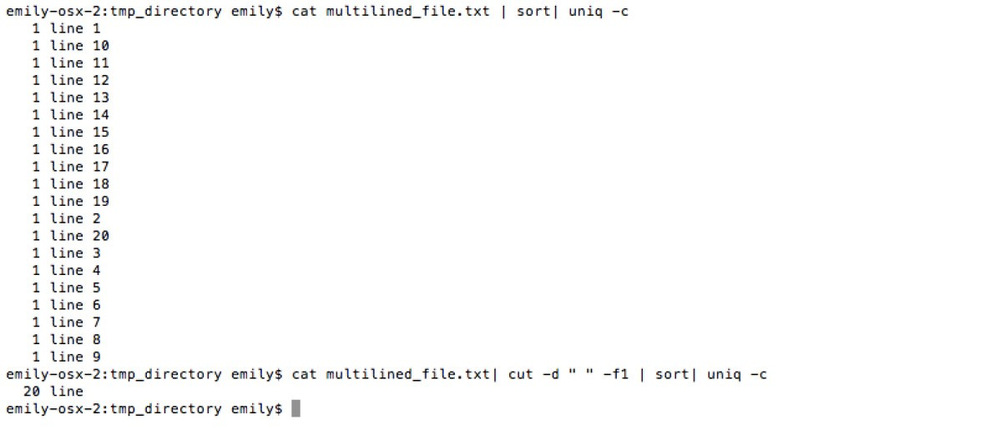 emily-osx-2:tmp_directory emily$ cat multilined_file.txt | sort| uniq -c
1 line 1
1 line 10
1 line 11
1 line 12
1 line 13
1 line 14
1 line 15
1 line 16
1 line 17
1 line 18
1 line 19
1 line 2
1 line 20
1 line 3
1 line 4
1 line 5
1 line 6
1 line 7
1 line 8
1 line 9
emily-osx-2:tmp_directory emily$ cat multilined_file.txt| cut -d " " -f1 | sort| uniq -c
20 line
emily-osx-2:tmp_directory emily$